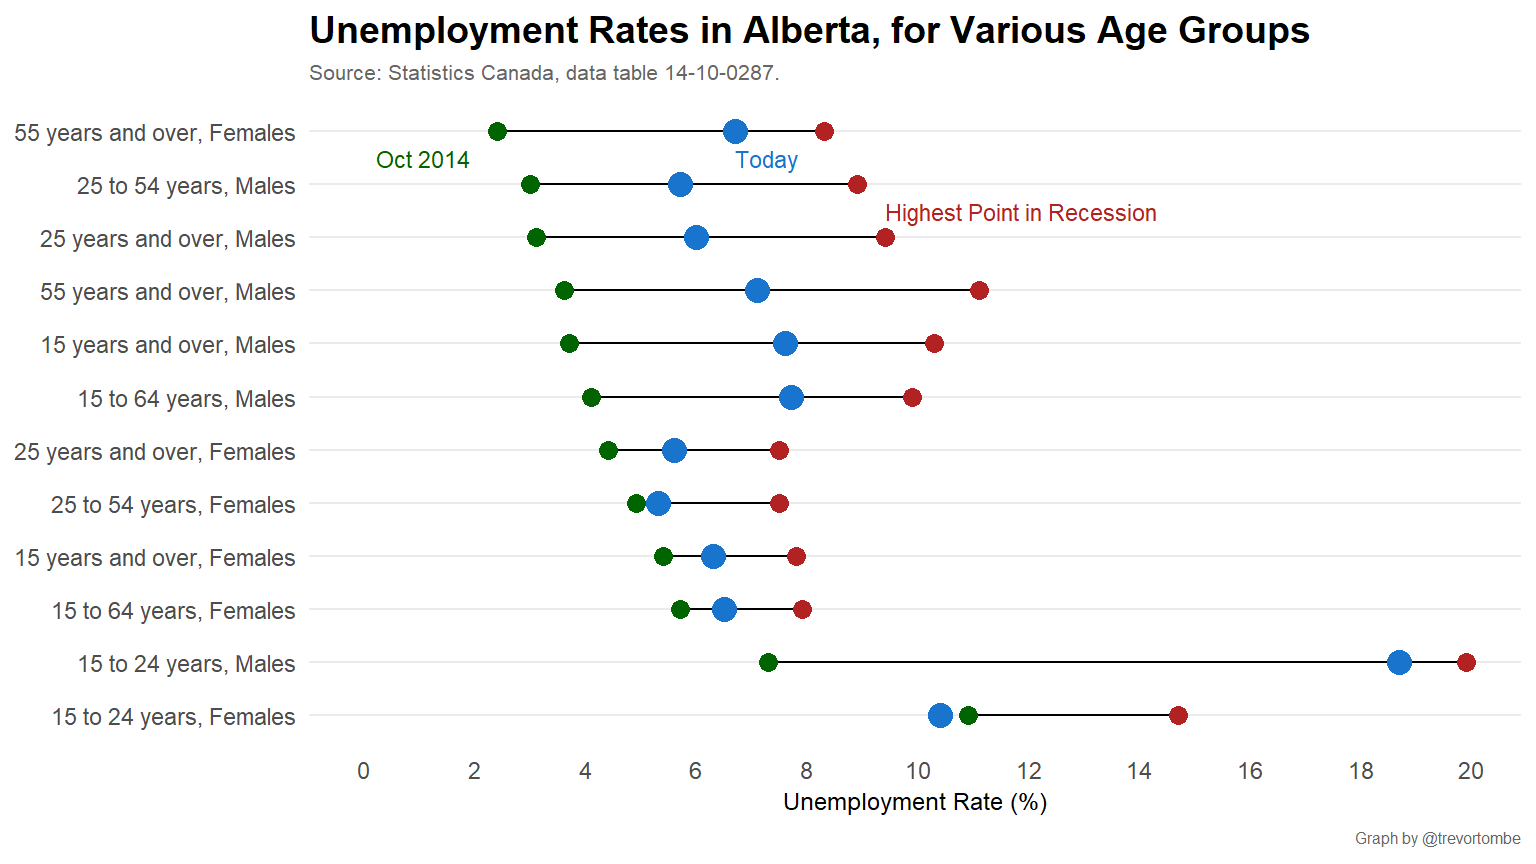 Unemployment Rates in Alberta, for Various Age Groups
Source: Statistics Canada, data table 14-10-0287.
55 years and over, Females
Oct 2014
Today
25 to 54 years, Males
Highest Point in Recession
25 years and over, Males
55 years and over, Males
15 years and over, Males
15 to 64 years, Males
25 years and over, Females
25 to 54 years, Females
15 years and over, Females
15 to 64 years, Females
15 to 24 years, Males
15 to 24 years, Females
0 2 4 6 8 10 12 14 16 18 20
Unemployment Rate (%)
Graph by @trevortombe